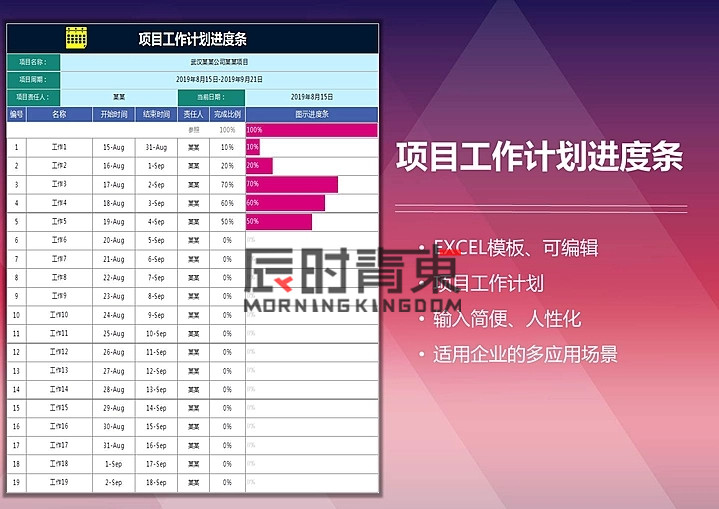 项目工作计划进度条
项目名称： 武汉某某公司某某项目
项目周期： 2019年8月15日-2019年9月21日
项目责任人： 某某 当前日期： 2019年8月15日
编号 名称 开始时间 结束时间 责任人 完成比例 图示进度条
参照 100% 100%
1 工作1 15-Aug 31-Aug 某某 10% 10%
2 工作2 16-Aug 1-Sep 某某 20% 20%
3 工作3 17-Aug 2-Sep 某某 70% 70%
4 工作4 18-Aug 3-Sep 某某 60% 60%
5 工作5 19-Aug 4-Sep 某某 50% 50%
6 工作6 20-Aug 5-Sep 某某 0% 0%
7 工作7 21-Aug 6-Sep 某某 0%
8 工作8 22-Aug 7-Sep 某某 0%
9 工作9 23-Aug 8-Sep 某某 0%
10 工作10 24-Aug 9-Sep 某某 0%
11 工作11 25-Aug 10-Sep 某某 0% 0%
12 工作12 26-Aug 11-Sep 某某 0% 0%
13 工作13 27-Aug 12-Sep 某某 0% 0%
14 工作14 28-Aug 13-Sep 某某 0% 0%
15 工作15 29-Aug 14-Sep 某某 0% 0%
16 工作16 30-Aug 15-Sep 某某 0% 0%
17 工作17 31-Aug 16-Sep 某某 0% 0%
18 工作18 1-Sep 17-Sep 某某 0% 0%
19 工作19 2-Sep 18-Sep 某某 0% 0%
辰时青東
MORNINGKINGDOM
项目工作计划进度条
• EXCEL模板、可编辑
• 项目工作计划
• 输入简便、人性化
• 适用企业的多应用场景